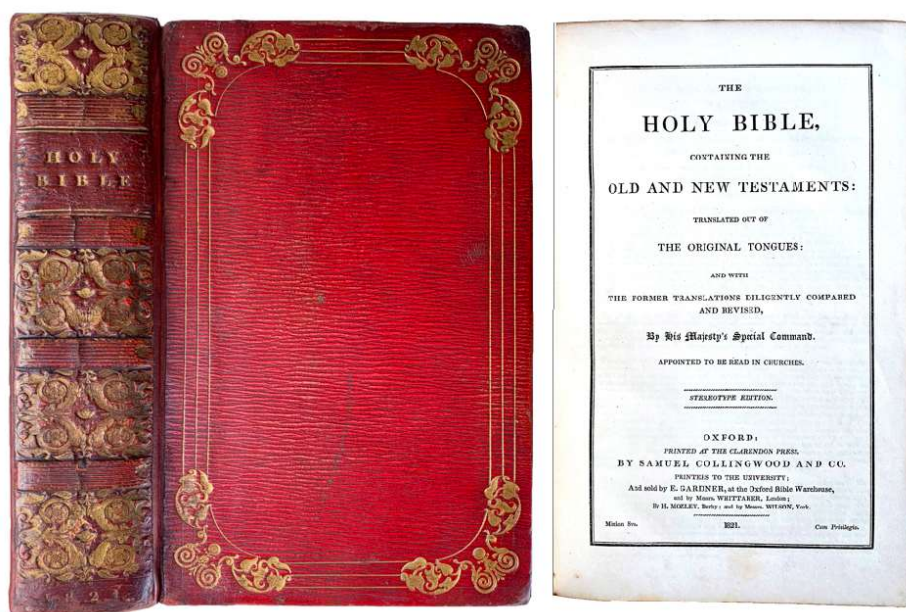 HOLY
BIBLE
1821.
THE
HOLY BIBLE,
CONTAINING THE
OLD AND NEW TESTAMENTS:
TRANSLATED OUT OF
THE ORIGINAL TONGUES:
AND WITH
THE FORMER TRANSLATIONS DILIGENTLY COMPARED
AND REVISED,
By His Majesty's Special Command.
APPOINTED TO BE READ IN CHURCHES.
STEREOTYPE EDITION.
OXFORD:
PRINTED AT THE CLARENDON PRESS,
BY SAMUEL COLLINGWOOD AND CO.
PRINTERS TO THE UNIVERSITY;
And sold by E. GARDNER, at the Oxford Bible Warehouse,
and by Messrs. WHITTAKER, London;
By H. MOZLEY, Derby; and by Messrs. WILSON, York.
Minion 8vo.
1821.
Cum Privilegio.